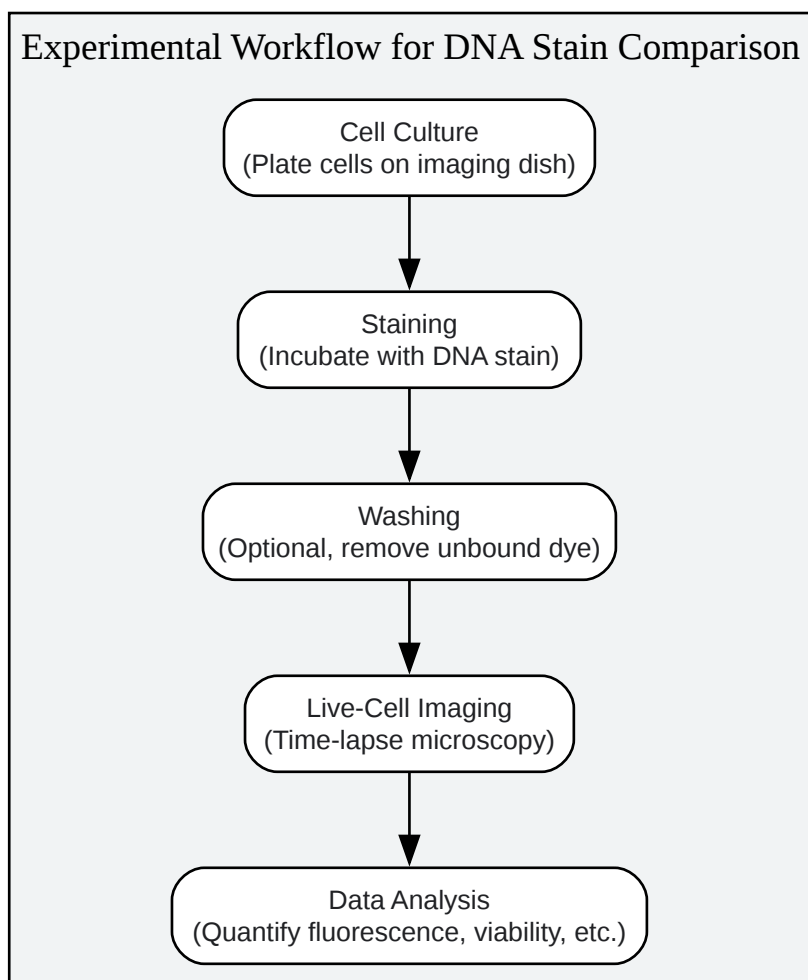 Experimental Workflow for DNA Stain Comparison
Cell Culture
(Plate cells on imaging dish)
Staining
(Incubate with DNA stain)
Washing
(Optional, remove unbound dye)
Live-Cell Imaging
(Time-lapse microscopy)
Data Analysis
(Quantify fluorescence, viability, etc.)